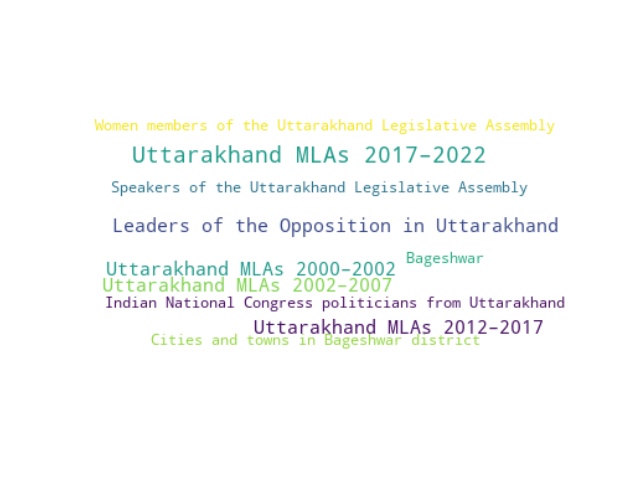 Women members of the Uttarakhand Legislative Assembly
Uttarakhand MLAs 2017–2022
Speakers of the Uttarakhand Legislative Assembly
Leaders of the Opposition in Uttarakhand
Bageshwar
Uttarakhand MLAs 2000–2002
Uttarakhand MLAs 2002–2007
Indian National Congress politicians from Uttarakhand
Uttarakhand MLAs 2012–2017
Cities and towns in Bageshwar district